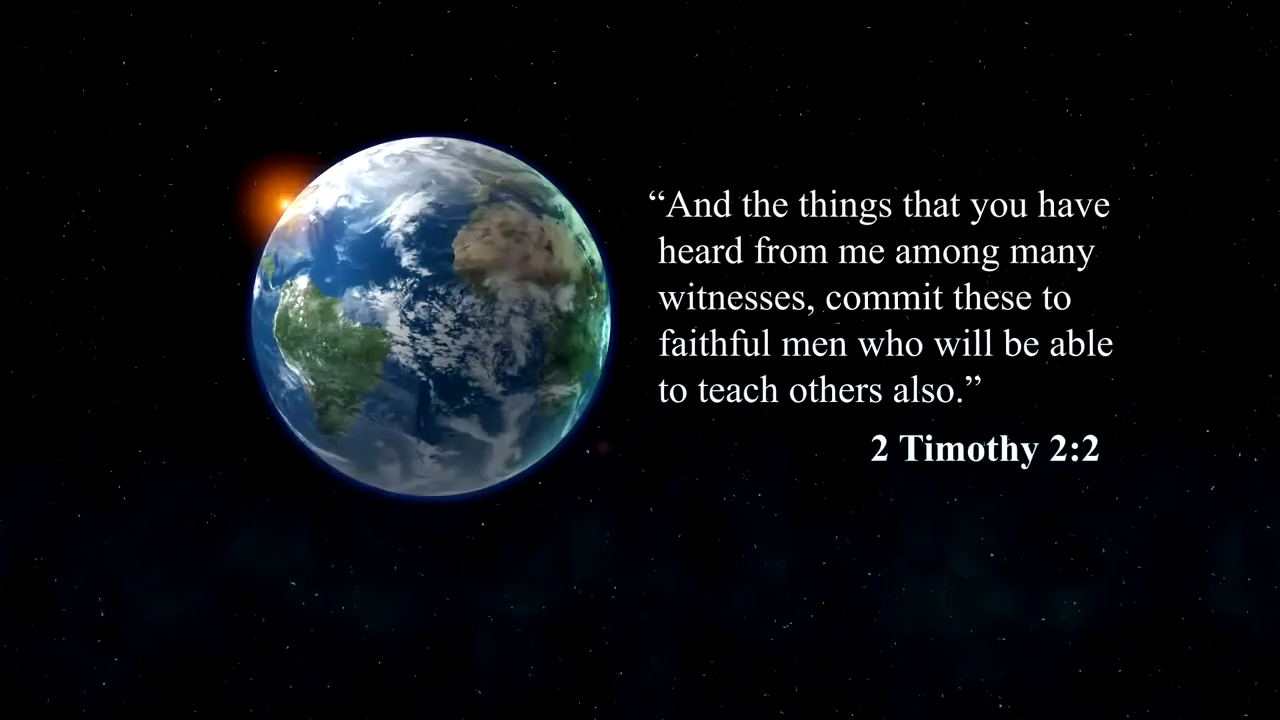 “And the things that you have
heard from me among many
witnesses, commit these to
faithful men who will be able
to teach others also.”
2 Timothy 2:2